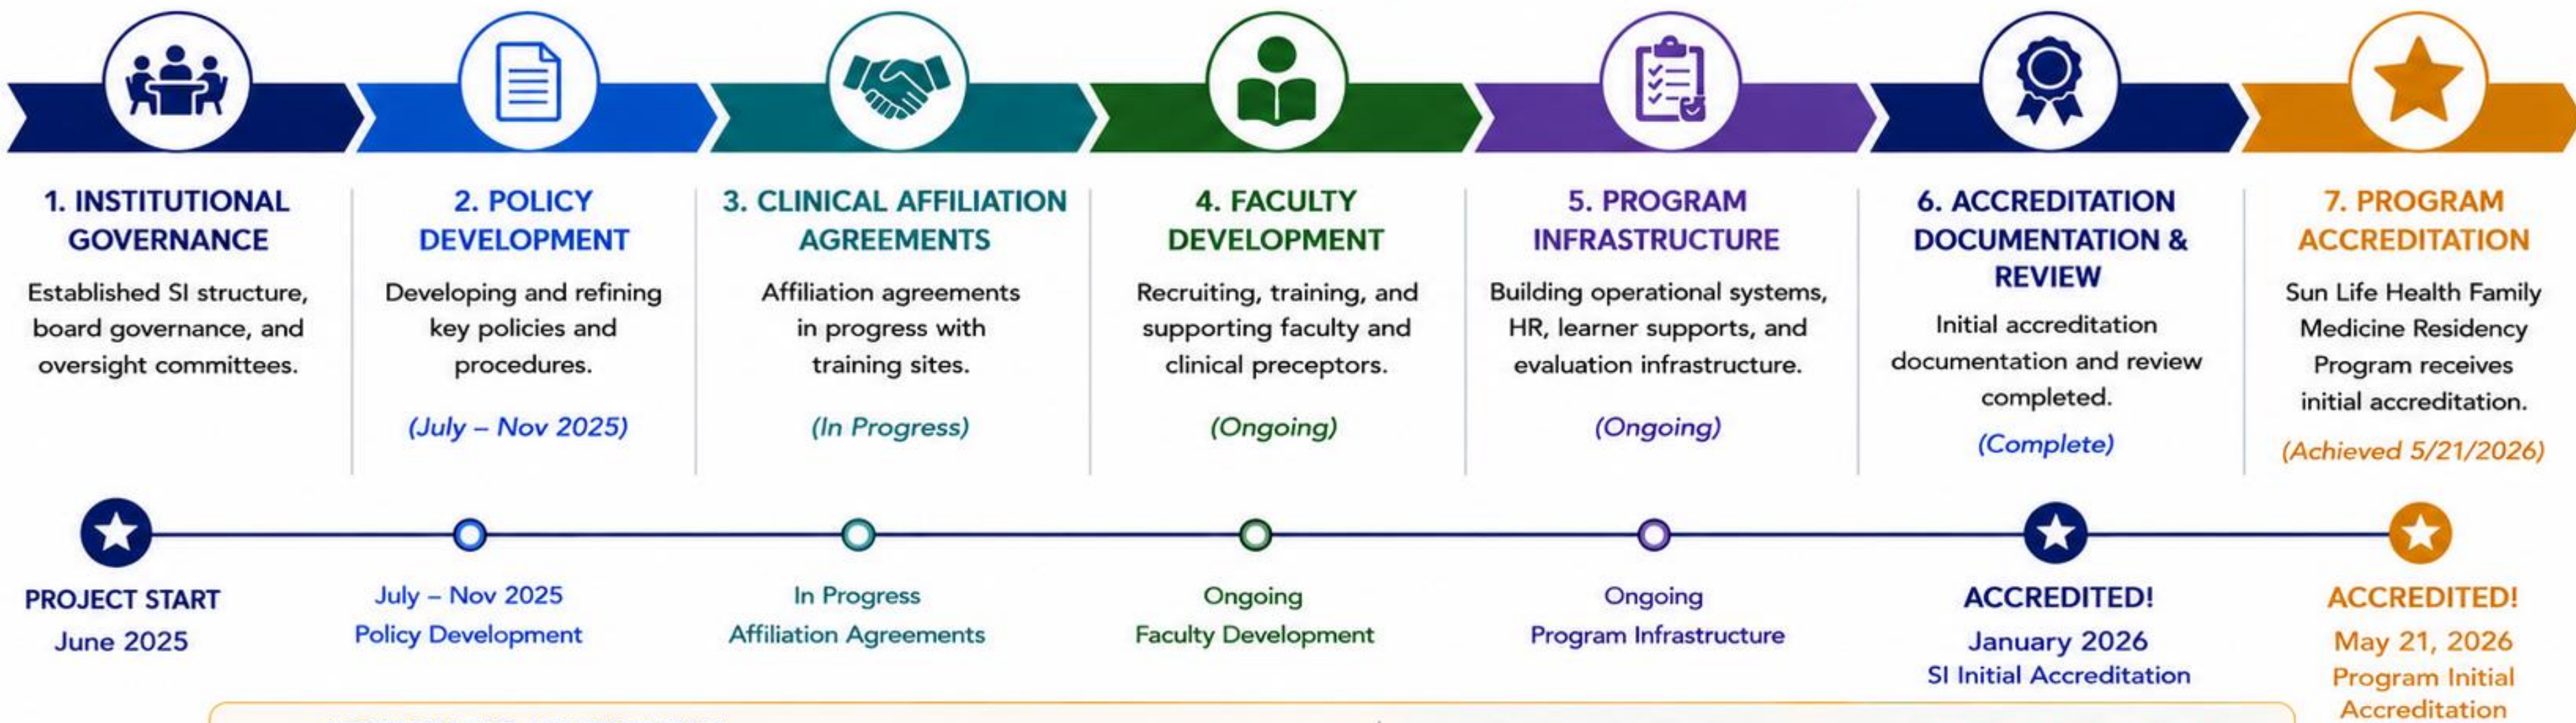 1. INSTITUTIONAL
GOVERNANCE
Established SI structure,
board governance, and
oversight committees.
2. POLICY
DEVELOPMENT
Developing and refining
key policies and
procedures.
(July – Nov 2025)
3. CLINICAL AFFILIATION
AGREEMENTS
Affiliation agreements
in progress with
training sites.
(In Progress)
4. FACULTY
DEVELOPMENT
Recruiting, training, and
supporting faculty and
clinical preceptors.
(Ongoing)
5. PROGRAM
INFRASTRUCTURE
Building operational systems,
HR, learner supports, and
evaluation infrastructure.
(Ongoing)
6. ACCREDITATION
DOCUMENTATION &
REVIEW
Initial accreditation
documentation and review
completed.
(Complete)
7. PROGRAM
ACCREDITATION
Sun Life Health Family
Medicine Residency
Program receives
initial accreditation.
(Achieved 5/21/2026)
PROJECT START
June 2025
July – Nov 2025
Policy Development
In Progress
Affiliation Agreements
Ongoing
Faculty Development
Ongoing
Program Infrastructure
ACCREDITED!
January 2026
SI Initial Accreditation
ACCREDITED!
May 21, 2026
Program Initial
Accreditation